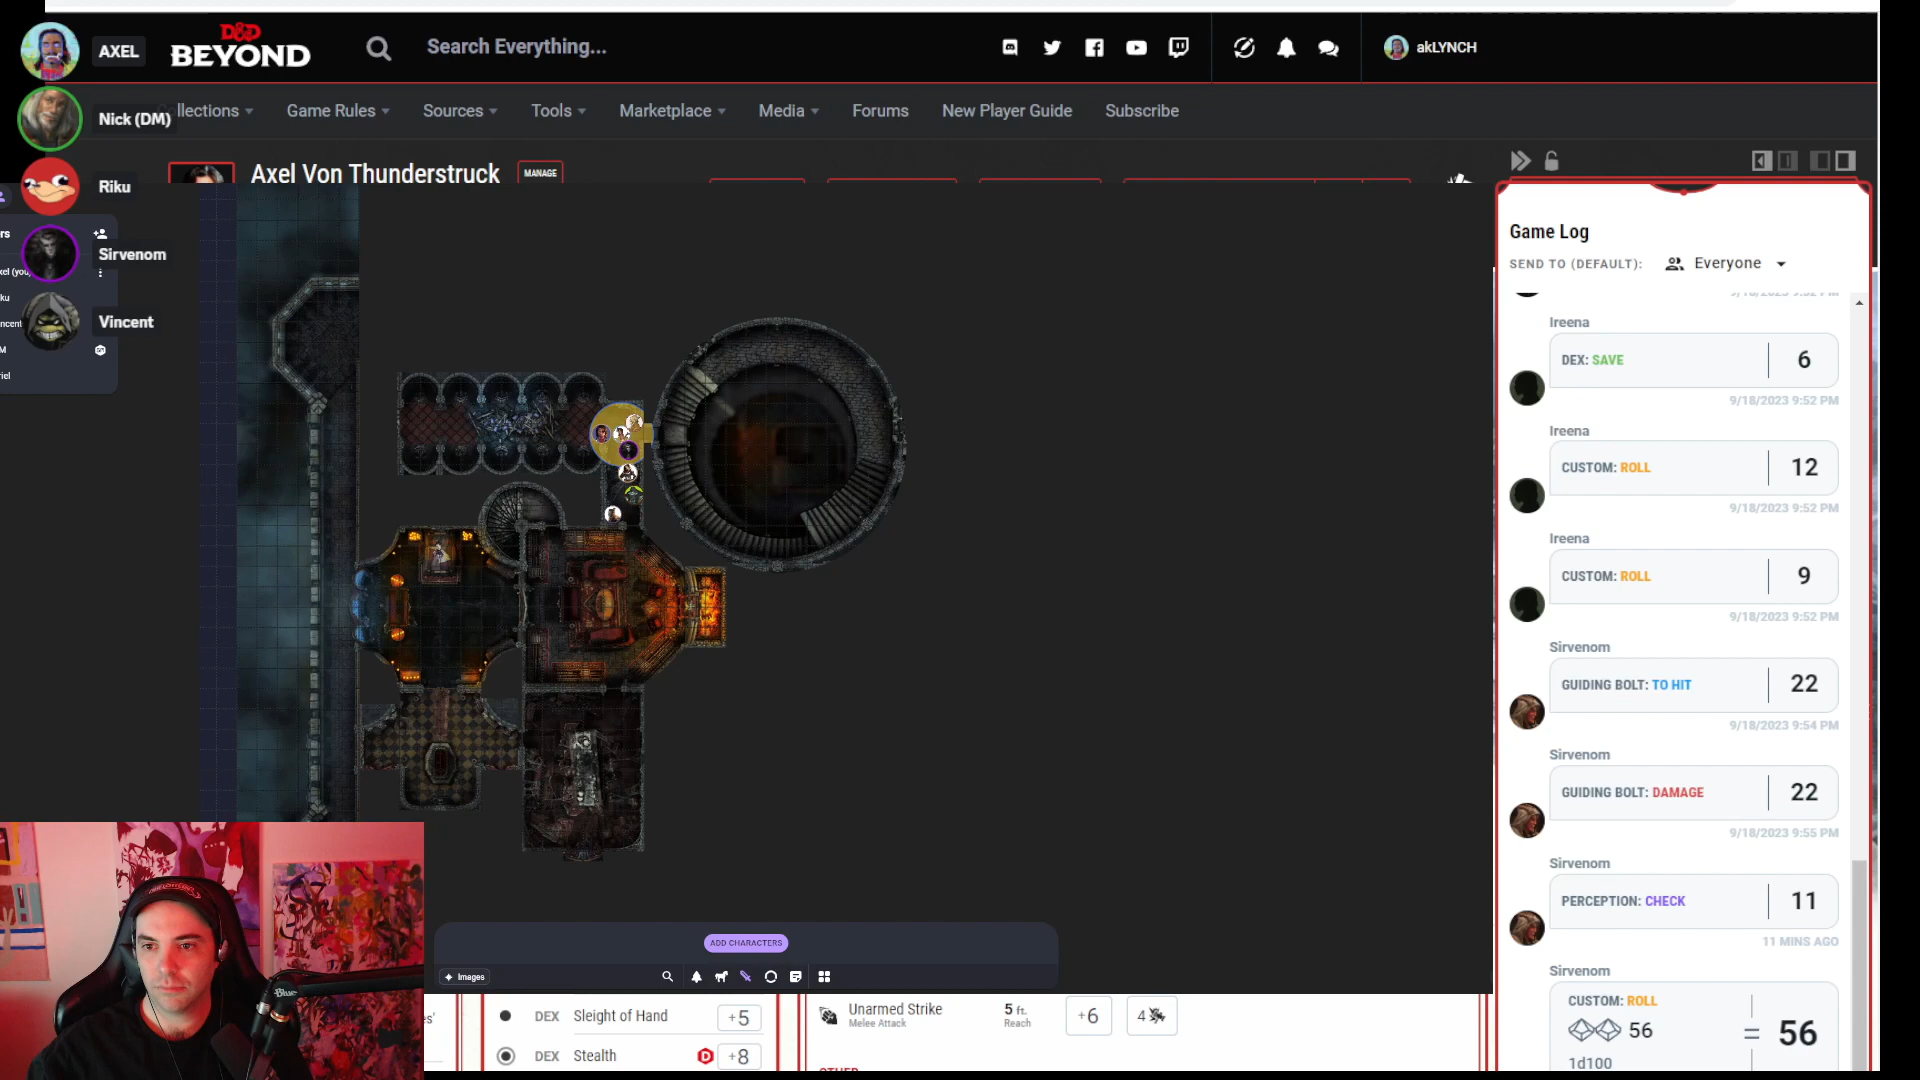 AXEL
D&D
BEYOND
Search Everything...
akLYNCH
Nick (DM)
llections
Game Rules
Sources
Tools
Marketplace
Media
Forums
New Player Guide
Subscribe
Axel Von Thunderstruck
MANAGE
Riku
Sirvenom
Vincent
Game Log
SEND TO (DEFAULT):
Everyone
9/18/2023 9:52 PM
Ireena
DEX: SAVE
6
9/18/2023 9:52 PM
Ireena
CUSTOM: ROLL
12
9/18/2023 9:52 PM
Ireena
CUSTOM: ROLL
9
9/18/2023 9:52 PM
Sirvenom
GUIDING BOLT: TO HIT
22
9/18/2023 9:54 PM
Sirvenom
GUIDING BOLT: DAMAGE
22
9/18/2023 9:55 PM
Sirvenom
PERCEPTION: CHECK
11
11 MINS AGO
Sirvenom
CUSTOM: ROLL
56
= 56
1d100
ADD CHARACTERS
Images
DEX Sleight of Hand +5
DEX Stealth +8
Unarmed Strike
Melee Attack
5 ft.
Reach
+6
4